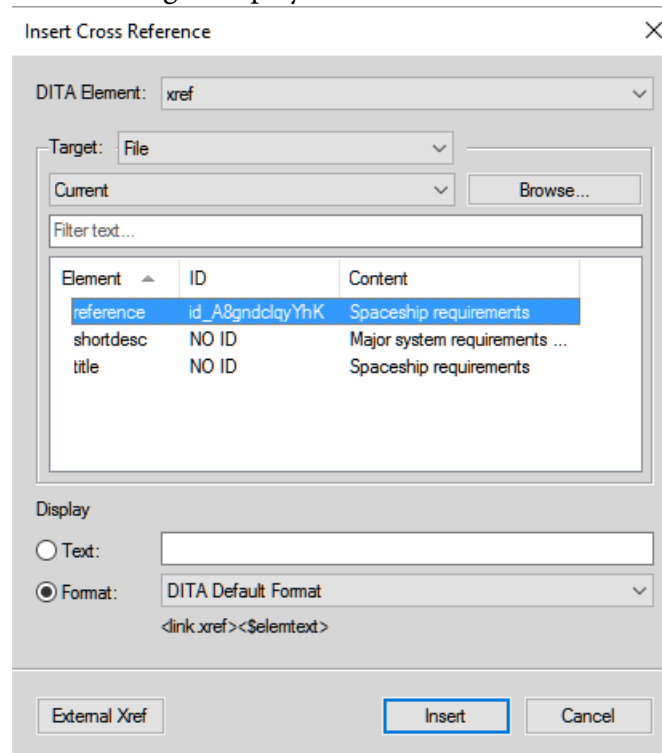 Insert Cross Reference
DITA Element: xref
Target: File
Current Browse...
Filter text...
Element ID Content
reference id_A8gndclqyYhK Spaceship requirements
shortdesc NO ID Major system requirements ...
title NO ID Spaceship requirements
Display
Text:
Format: DITA Default Format
<link.xref><$elemtext>
External Xref Insert Cancel